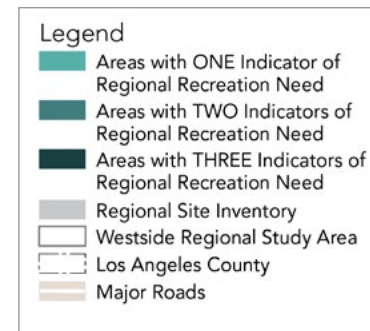 Legend
Areas with ONE Indicator of
Regional Recreation Need
Areas with TWO Indicators of
Regional Recreation Need
Areas with THREE Indicators of
Regional Recreation Need
Regional Site Inventory
Westside Regional Study Area
Los Angeles County
Major Roads